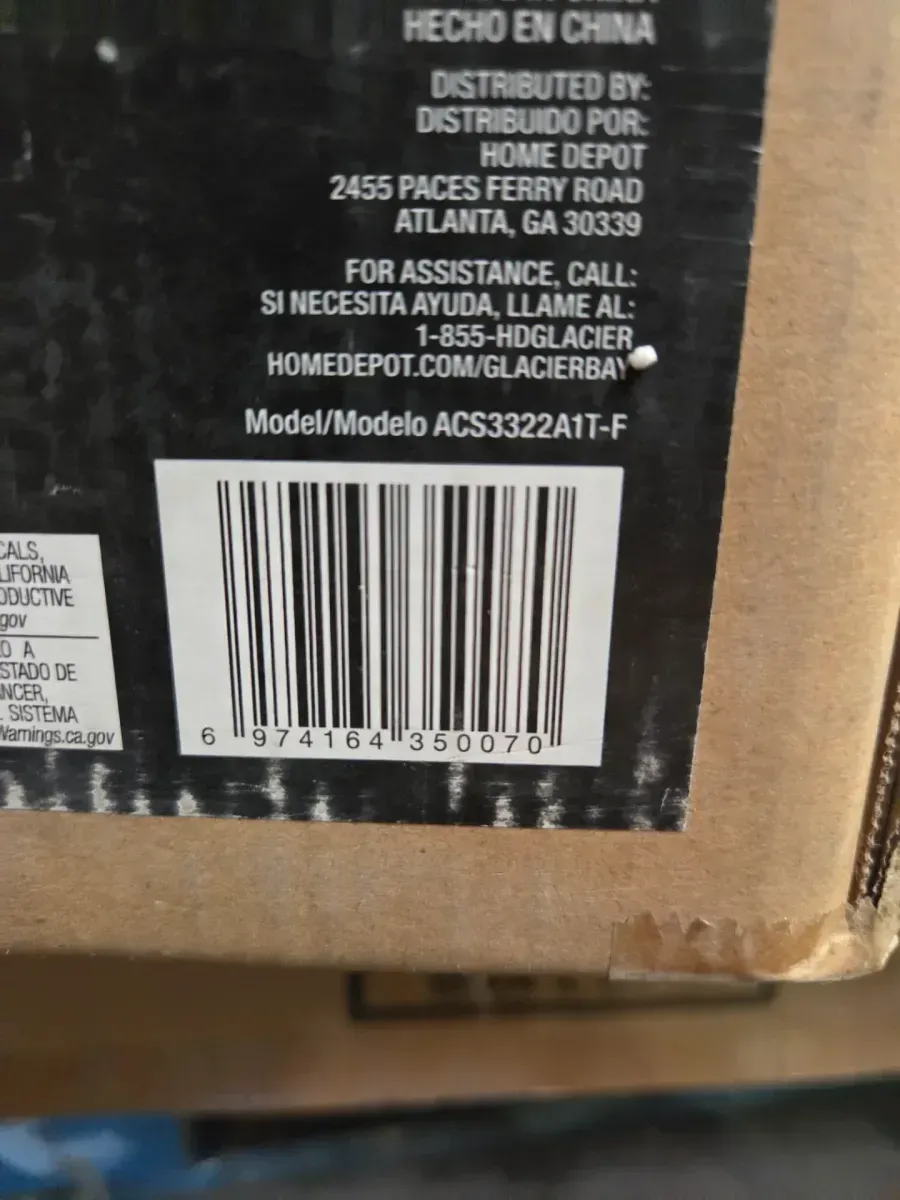 HECHO EN CHINA
DISTRIBUTED BY:
DISTRIBUIDO POR:
HOME DEPOT
2455 PACES FERRY ROAD
ATLANTA, GA 30339
FOR ASSISTANCE, CALL:
SI NECESITA AYUDA, LLAME AL:
1-855-HDGLACIER
HOMEDEPOT.COM/GLACIERBAY
Model/Modelo ACS3322A1T-F
CALS,
LIFORNIA
ODUCTIVE
gov
O A
STADO DE
NCER,
SISTEMA
Warnings.ca.gov
6 974164 350070